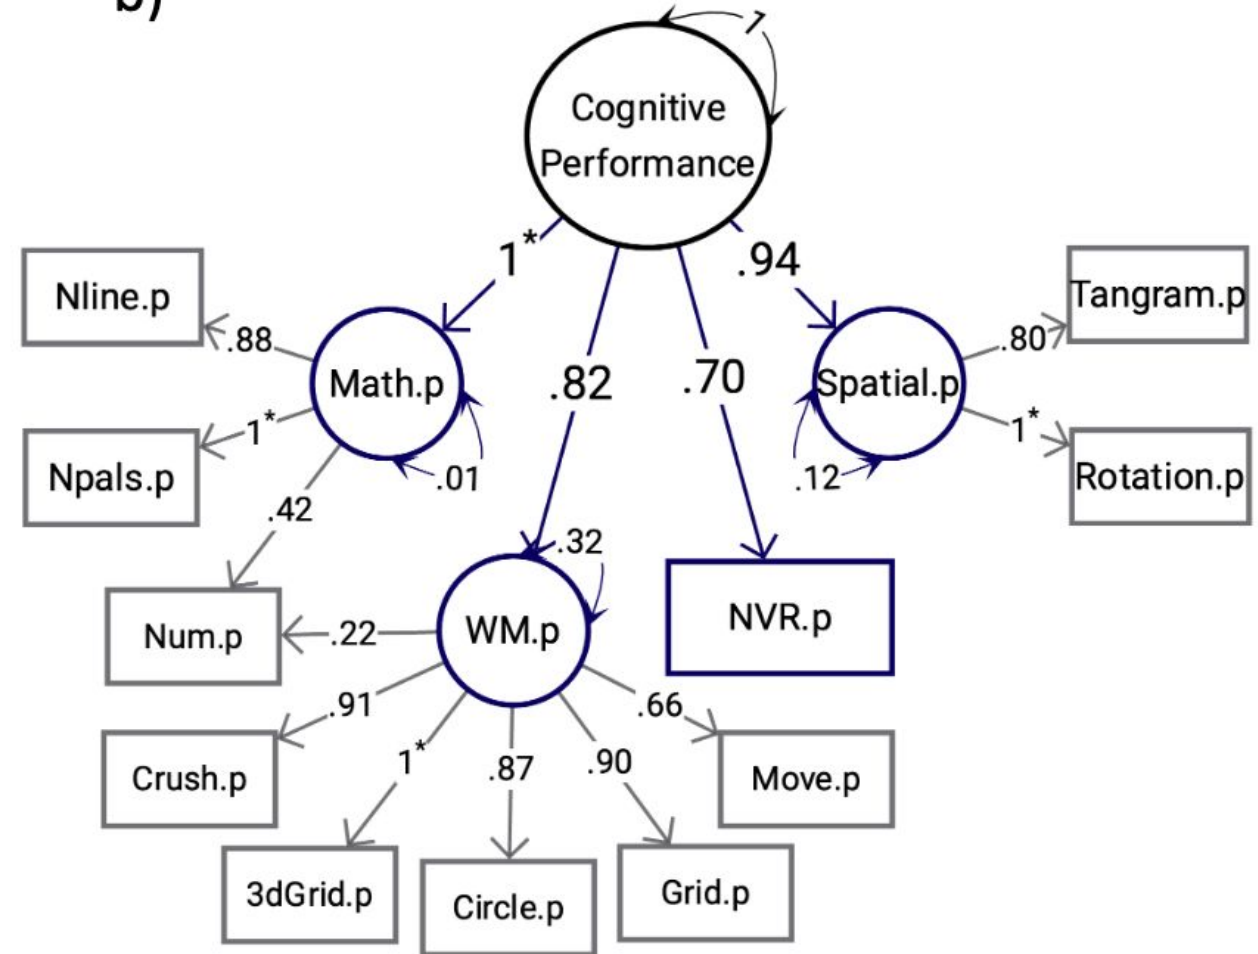 b)
1
Cognitive
Performance
1*
.94
.82
.70
Nline.p
.88
Math.p
Npals.p
1*
.01
.42
Spatial.p
.12
.80
Tangram.p
1*
Rotation.p
.32
Num.p
.22
WM.p
NVR.p
.91
1*
.87
.90
.66
Crush.p
3dGrid.p
Circle.p
Grid.p
Move.p